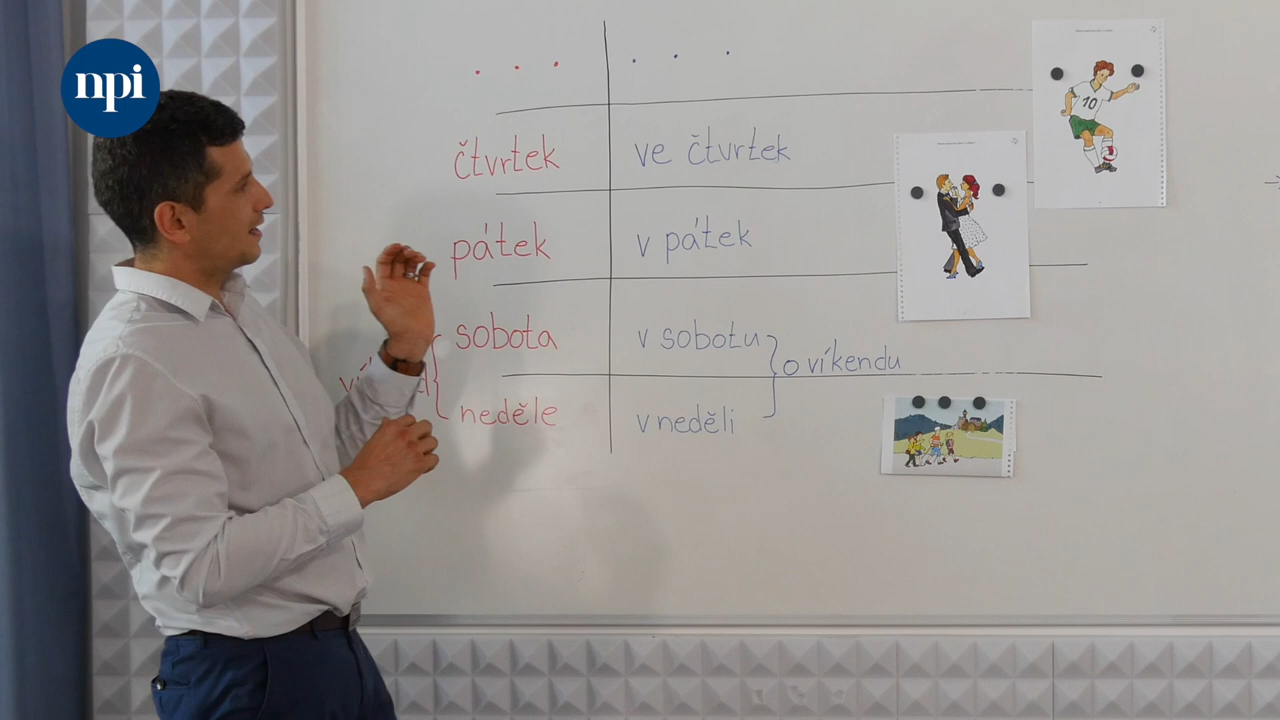 npi
čtvrtek ve čtvrtek
pátek v pátek
sobota v sobotu
o víkendu
neděle v neděli
10